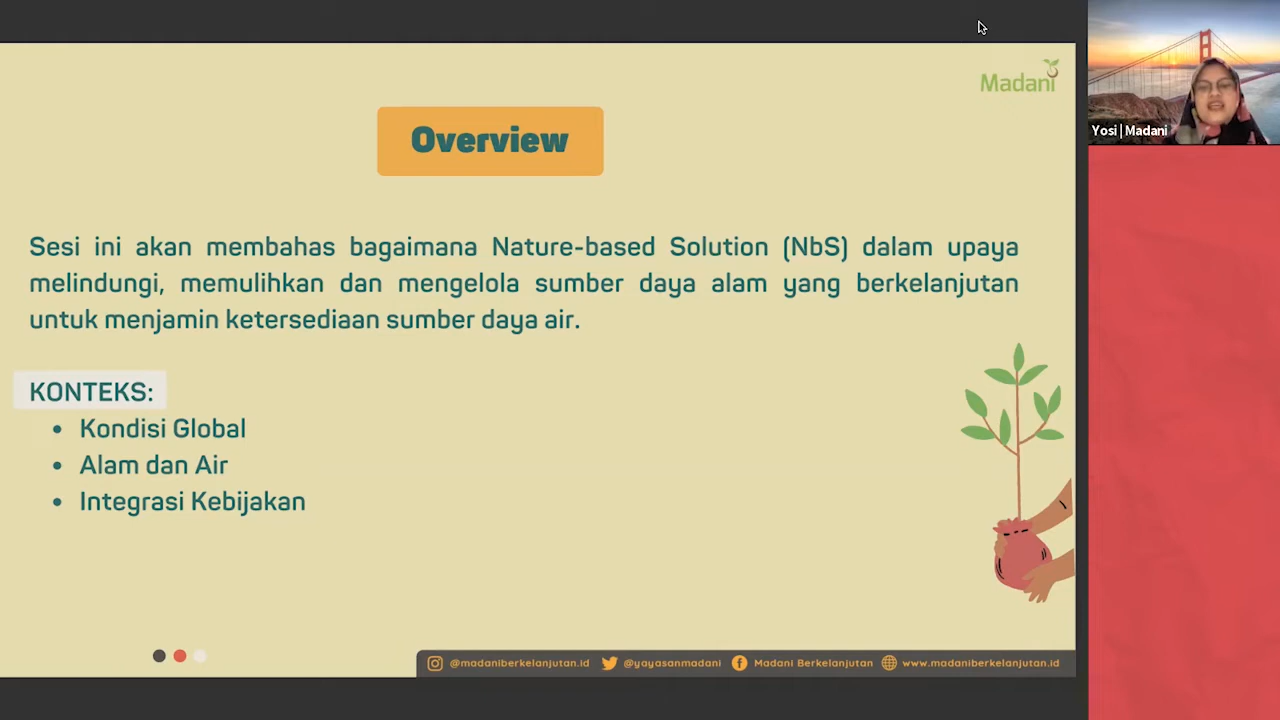 Madani
Overview
Sesi ini akan membahas bagaimana Nature-based Solution (NbS) dalam upaya
melindungi, memulihkan dan mengelola sumber daya alam yang berkelanjutan
untuk menjamin ketersediaan sumber daya air.
KONTEKS:
• Kondisi Global
• Alam dan Air
• Integrasi Kebijakan
@madaniberkelanjutan.id @yayasanmadani Madani Berkelanjutan www.madaniberkelanjutan.id
Yosi | Madani